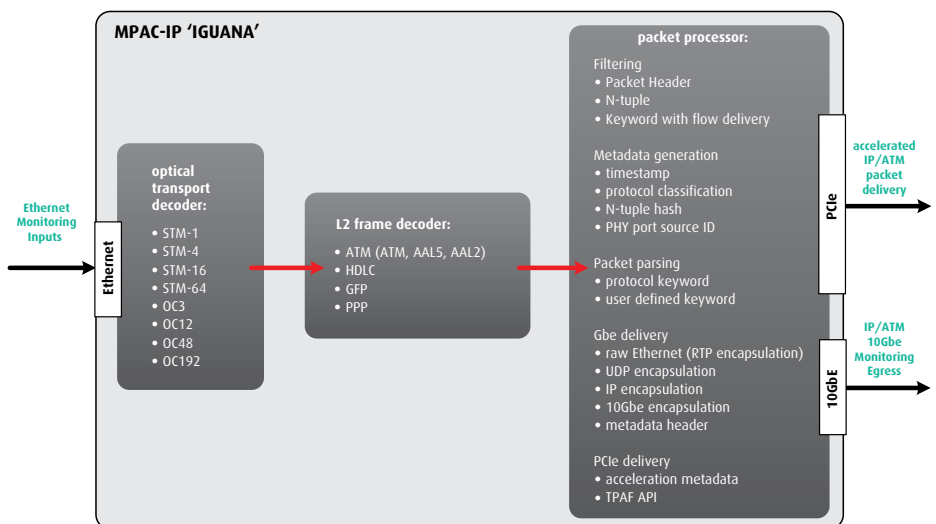 MPAC-IP ‘IGUANA’
Ethernet
Monitoring
Inputs
Ethernet
optical
transport
decoder:
• STM-1
• STM-4
• STM-16
• STM-64
• OC3
• OC12
• OC48
• OC192
L2 frame decoder:
• ATM (ATM, AAL5, AAL2)
• HDLC
• GFP
• PPP
packet processor:
Filtering
• Packet Header
• N-tuple
• Keyword with flow delivery
Metadata generation
• timestamp
• protocol classification
• N-tuple hash
• PHY port source ID
Packet parsing
• protocol keyword
• user defined keyword
Gbe delivery
• raw Ethernet (RTP encapsulation)
• UDP encapsulation
• IP encapsulation
• 10Gbe encapsulation
• metadata header
PCIe delivery
• acceleration metadata
• TPAF API
PCIe
accelerated
IP/ATM
packet
delivery
10GbE
IP/ATM
10Gbe
Monitoring
Egress